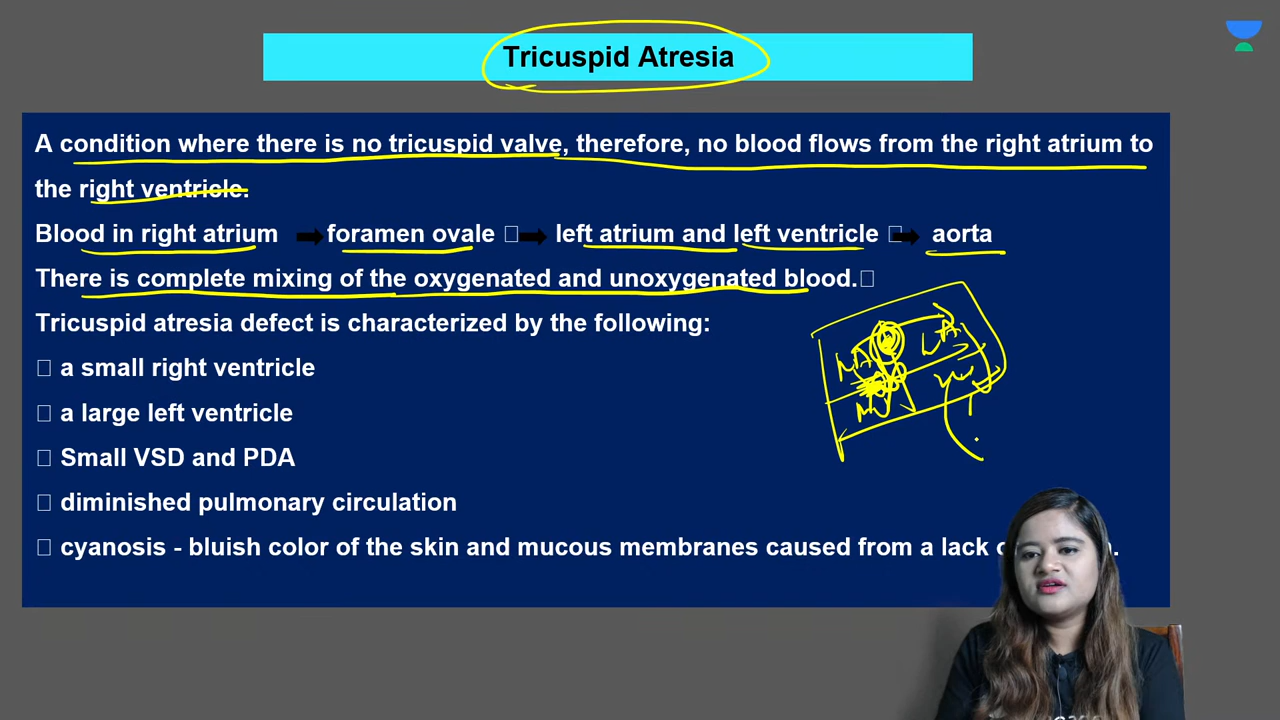 Tricuspid Atresia
A condition where there is no tricuspid valve, therefore, no blood flows from the right atrium to
the right ventricle.
Blood in right atrium foramen ovale left atrium and left ventricle aorta
There is complete mixing of the oxygenated and unoxygenated blood.
Tricuspid atresia defect is characterized by the following:
a small right ventricle
a large left ventricle
Small VSD and PDA
diminished pulmonary circulation
cyanosis - bluish color of the skin and mucous membranes caused from a lack
LA